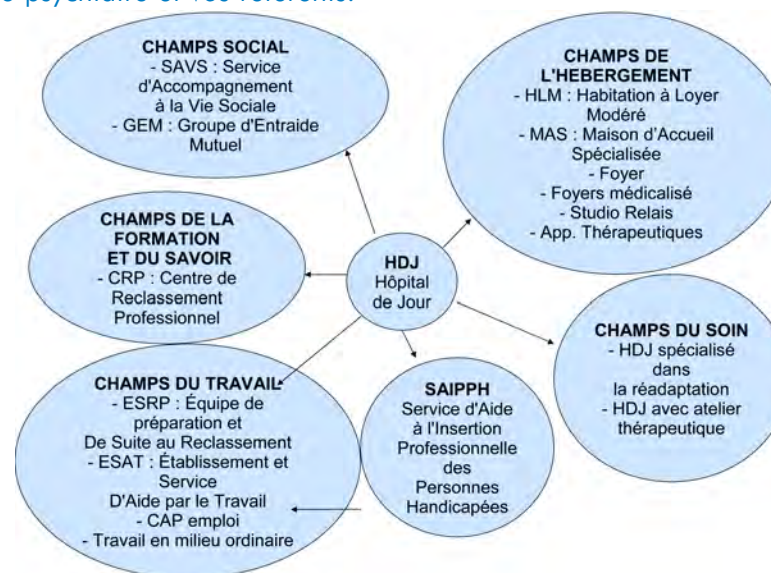 psychiatre et vos référents.
CHAMPS SOCIAL
- SAVS : Service
d'Accompagnement
à la Vie Sociale
- GEM : Groupe d'Entraide
Mutuel
CHAMPS DE
L'HEBERGEMENT
- HLM : Habitation à Loyer
Modéré
- MAS : Maison d'Accueil
Spécialisée
- Foyer
- Foyers médicalisé
- Studio Relais
- App. Thérapeutiques
CHAMPS DE LA
FORMATION
ET DU SAVOIR
- CRP : Centre de
Reclassement
Professionnel
HDJ
Hôpital
de Jour
CHAMPS DU SOIN
- HDJ spécialisé
dans
la réadaptation
- HDJ avec atelier
thérapeutique
CHAMPS DU TRAVAIL
- ESRP : Équipe de
préparation et
De Suite au Reclassement
- ESAT : Établissement et
Service
D'Aide par le Travail
- CAP emploi
- Travail en milieu ordinaire
SAIPPH
Service d'Aide
à l'Insertion
Professionnelle
des
Personnes
Handicapées